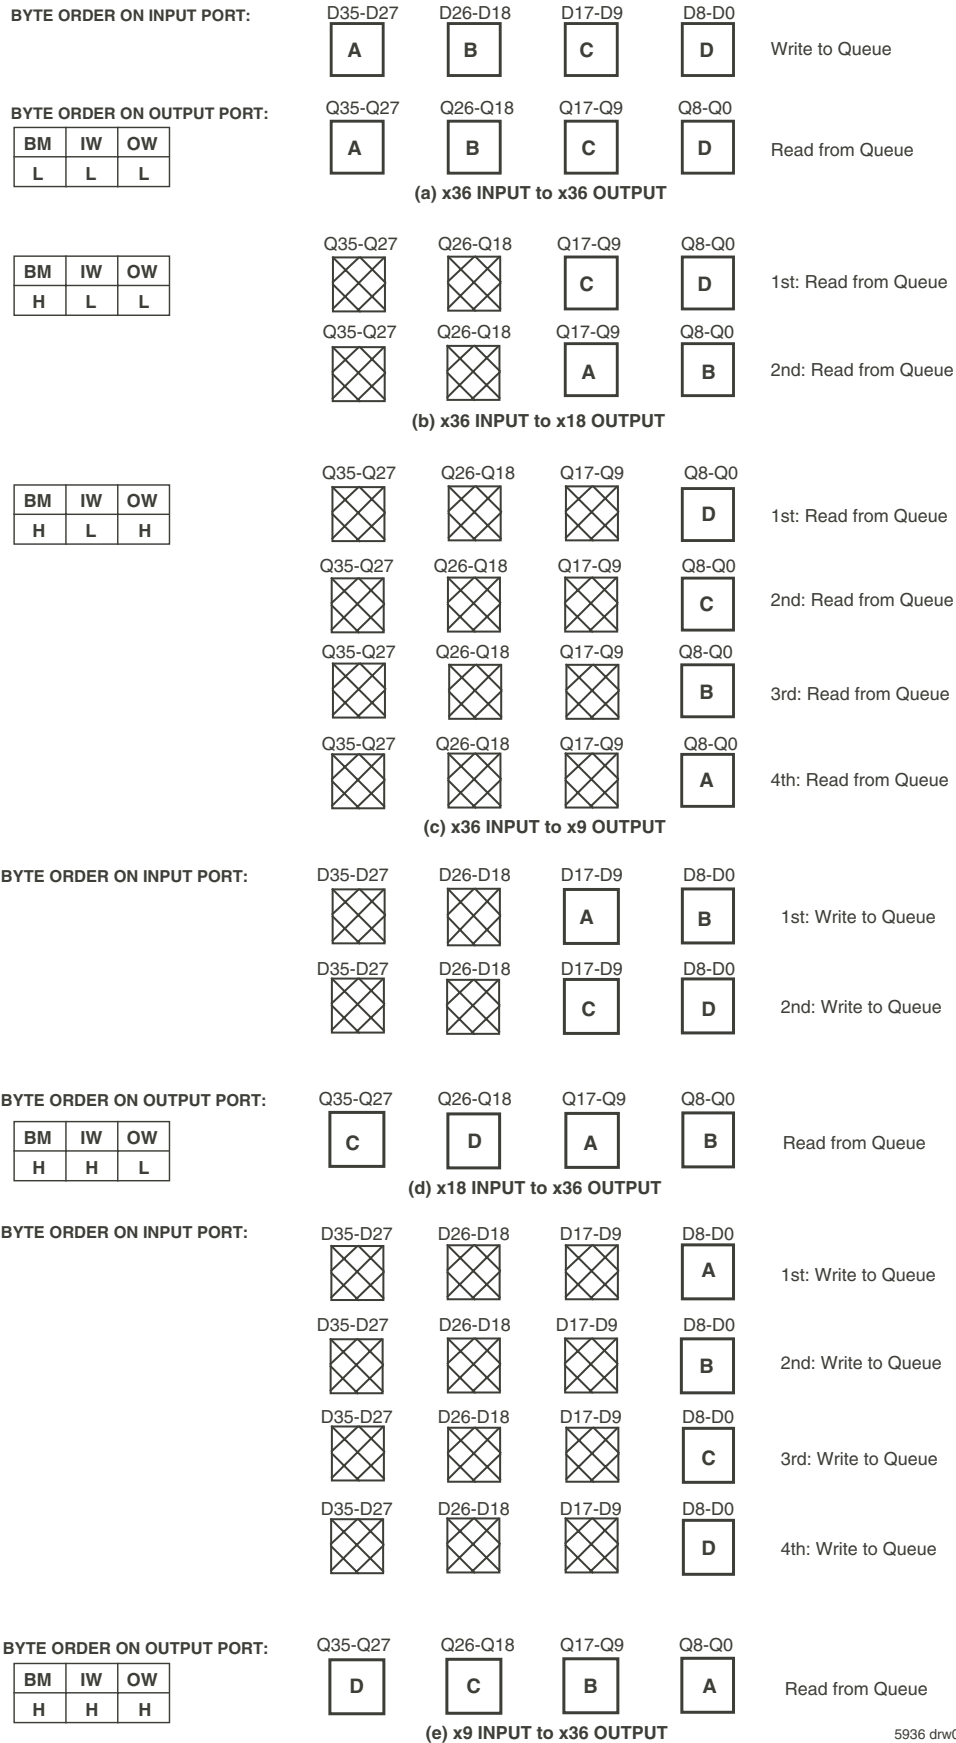 BYTE ORDER ON INPUT PORT:
D35-D27 D26-D18 D17-D9 D8-D0
A B C D Write to Queue
BYTE ORDER ON OUTPUT PORT:
Q35-Q27 Q26-Q18 Q17-Q9 Q8-Q0
BM IW OW
L L L
A B C D Read from Queue
(a) x36 INPUT to x36 OUTPUT
Q35-Q27 Q26-Q18 Q17-Q9 Q8-Q0
BM IW OW
H L L
C D 1st: Read from Queue
Q35-Q27 Q26-Q18 Q17-Q9 Q8-Q0
A B 2nd: Read from Queue
(b) x36 INPUT to x18 OUTPUT
Q35-Q27 Q26-Q18 Q17-Q9 Q8-Q0
BM IW OW
H L H
D 1st: Read from Queue
Q35-Q27 Q26-Q18 Q17-Q9 Q8-Q0
C 2nd: Read from Queue
Q35-Q27 Q26-Q18 Q17-Q9 Q8-Q0
B 3rd: Read from Queue
Q35-Q27 Q26-Q18 Q17-Q9 Q8-Q0
A 4th: Read from Queue
(c) x36 INPUT to x9 OUTPUT
BYTE ORDER ON INPUT PORT:
D35-D27 D26-D18 D17-D9 D8-D0
A B 1st: Write to Queue
D35-D27 D26-D18 D17-D9 D8-D0
C D 2nd: Write to Queue
BYTE ORDER ON OUTPUT PORT:
Q35-Q27 Q26-Q18 Q17-Q9 Q8-Q0
BM IW OW
H H L
C D A B Read from Queue
(d) x18 INPUT to x36 OUTPUT
BYTE ORDER ON INPUT PORT:
D35-D27 D26-D18 D17-D9 D8-D0
A 1st: Write to Queue
D35-D27 D26-D18 D17-D9 D8-D0
B 2nd: Write to Queue
D35-D27 D26-D18 D17-D9 D8-D0
C 3rd: Write to Queue
D35-D27 D26-D18 D17-D9 D8-D0
D 4th: Write to Queue
BYTE ORDER ON OUTPUT PORT:
Q35-Q27 Q26-Q18 Q17-Q9 Q8-Q0
BM IW OW
H H H
D C B A Read from Queue
(e) x9 INPUT to x36 OUTPUT
5936